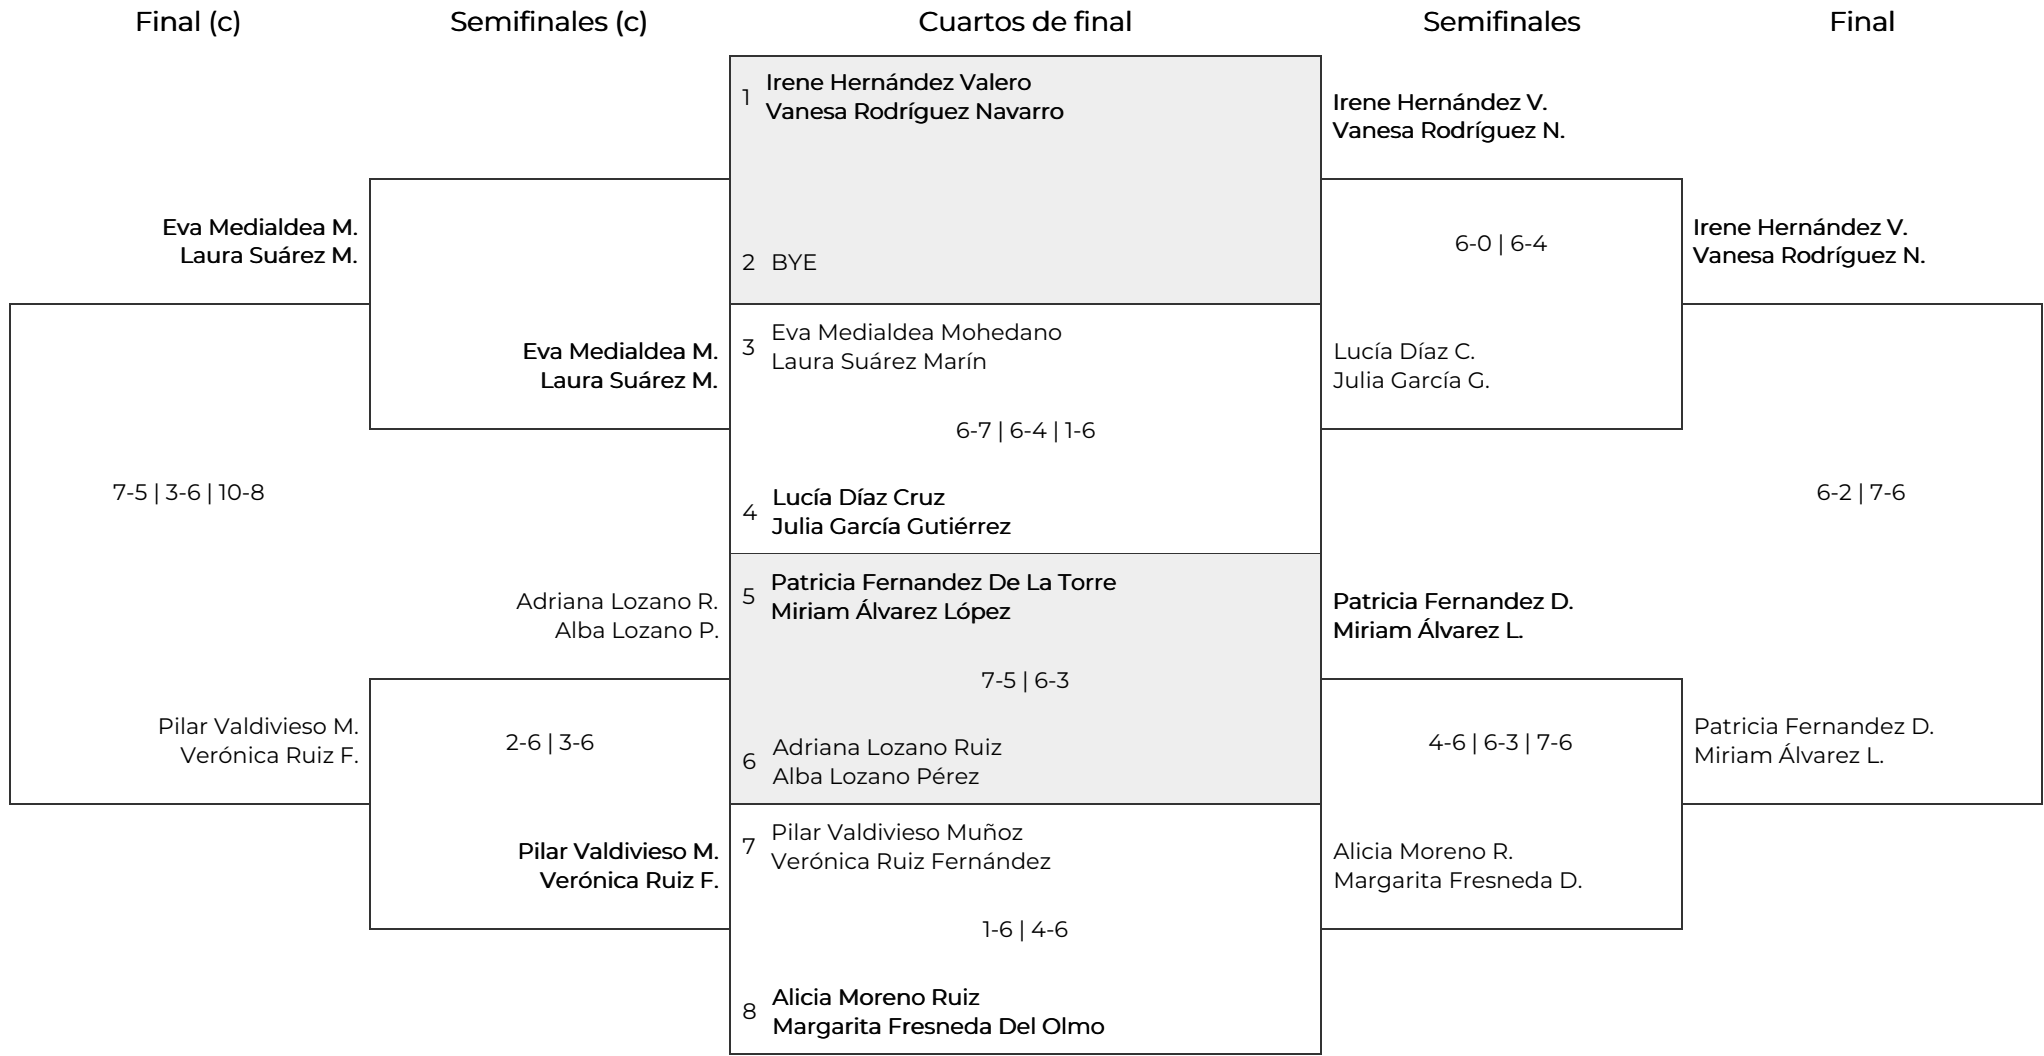 Final (c)
Semifinales (c)
Cuartos de final
Semifinales
Final
Eva Medialdea M.
Laura Suárez M.
7-5 | 3-6 | 10-8
Pilar Valdivieso M.
Verónica Ruiz F.
Eva Medialdea M.
Laura Suárez M.
Adriana Lozano R.
Alba Lozano P.
2-6 | 3-6
Pilar Valdivieso M.
Verónica Ruiz F.
1 Irene Hernández Valero
Vanesa Rodríguez Navarro
2 BYE
3 Eva Medialdea Mohedano
Laura Suárez Marín
6-7 | 6-4 | 1-6
4 Lucía Díaz Cruz
Julia García Gutiérrez
5 Patricia Fernandez De La Torre
Miriam Álvarez López
7-5 | 6-3
6 Adriana Lozano Ruiz
Alba Lozano Pérez
7 Pilar Valdivieso Muñoz
Verónica Ruiz Fernández
1-6 | 4-6
8 Alicia Moreno Ruiz
Margarita Fresneda Del Olmo
Irene Hernández V.
Vanesa Rodríguez N.
6-0 | 6-4
Lucía Díaz C.
Julia García G.
Patricia Fernandez D.
Miriam Álvarez L.
4-6 | 6-3 | 7-6
Alicia Moreno R.
Margarita Fresneda D.
Irene Hernández V.
Vanesa Rodríguez N.
6-2 | 7-6
Patricia Fernandez D.
Miriam Álvarez L.